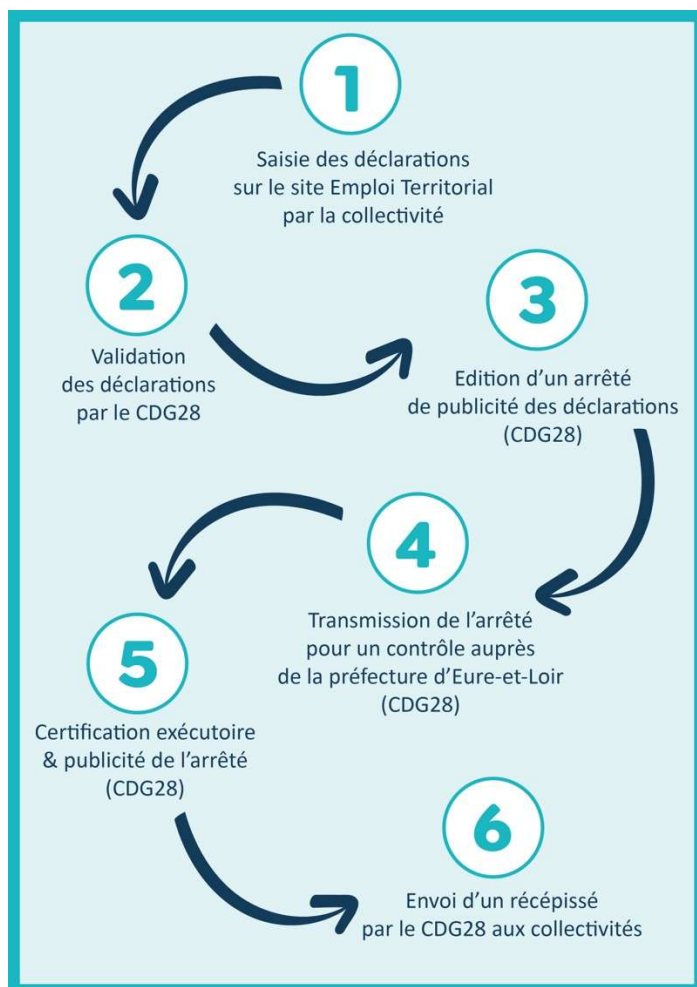 1
Saisie des déclarations
sur le site Emploi Territorial
par la collectivité
2
Validation
des déclarations
par le CDG28
3
Edition d’un arrêté
de publicité des déclarations
(CDG28)
4
Transmission de l’arrêté
pour un contrôle auprès
de la préfecture d’Eure-et-Loir
(CDG28)
5
Certification exécutoire
& publicité de l’arrêté
(CDG28)
6
Envoi d’un récépissé
par le CDG28 aux collectivités